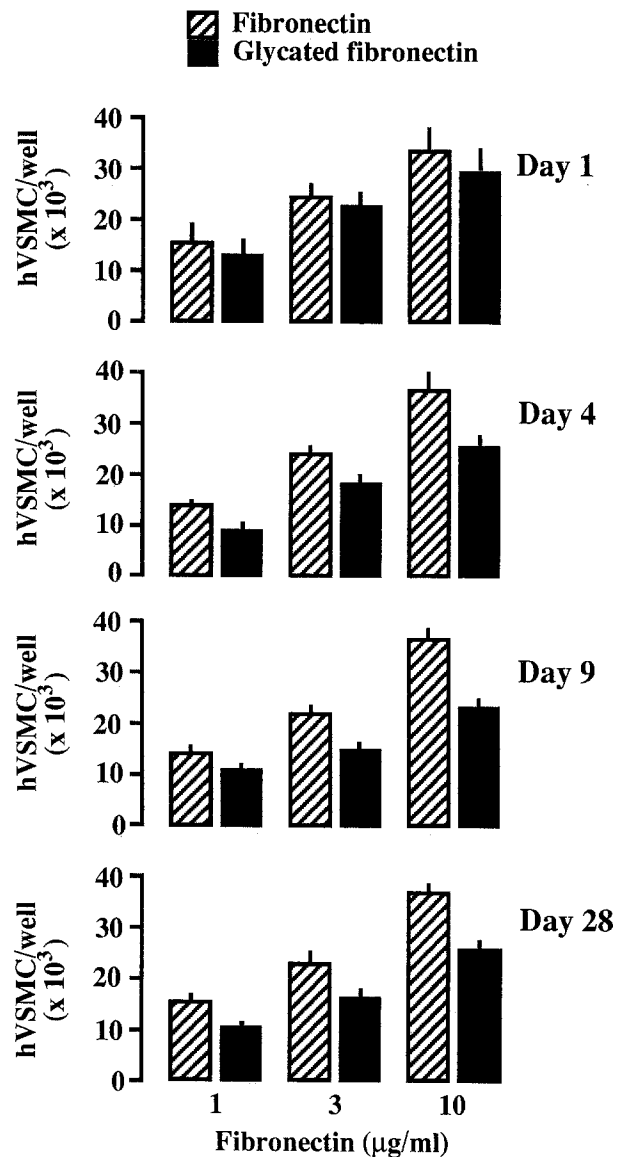 Fibronectin
Glycated fibronectin
hVSMC/well
(x 10³)
40
30
20
10
0
Day 1
hVSMC/well
(x 10³)
40
30
20
10
0
Day 4
hVSMC/well
(x 10³)
40
30
20
10
0
Day 9
hVSMC/well
(x 10³)
40
30
20
10
0
Day 28
1 3 10
Fibronectin (μg/ml)